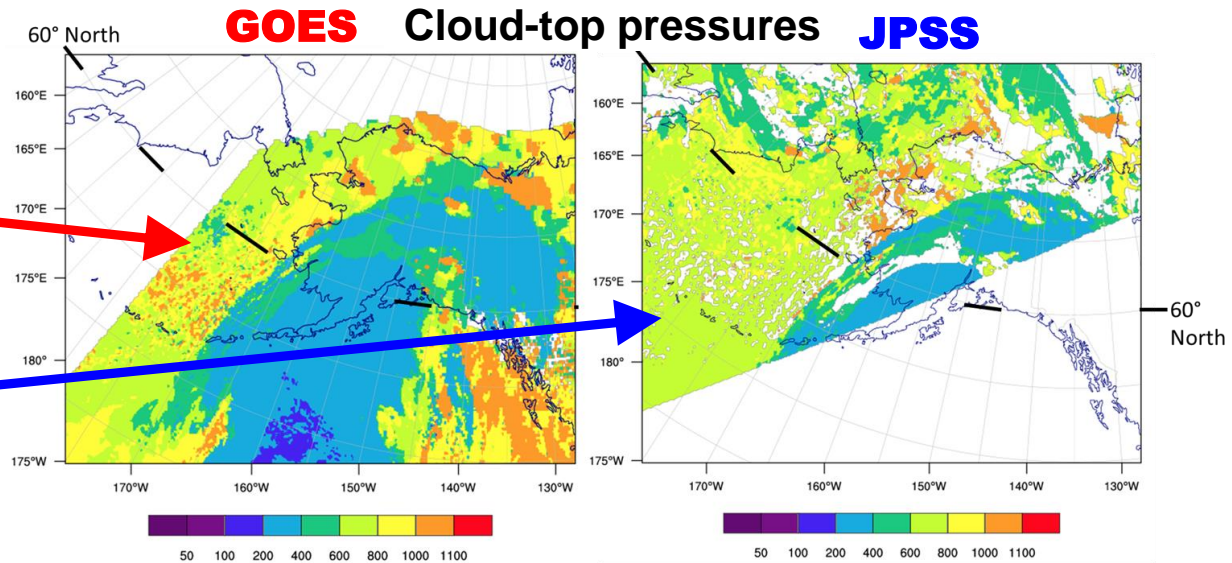 GOES Cloud-top pressures JPSS
60° North
160°E
165°E
170°E
175°E
180°
175°W
170°W 160°W 150°W 140°W 130°W
50 100 200 400 600 800 1000 1100
160°E
165°E
170°E
175°E
180°
175°W
60°
North
170°W 160°W 150°W 140°W 130°W
50 100 200 400 600 800 1000 1100